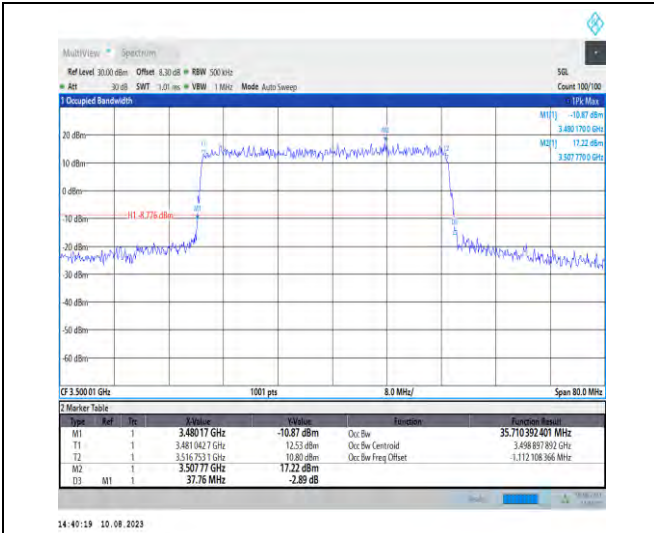 MultiView Spectrum
Ref Level 30.00 dBm Offset 8.30 dB RBW 500 kHz SGL
Att 30 dB SWT 1.01 ms VBW 1 MHz Mode Auto Sweep Count 100/100
1 Occupied Bandwidth 1Pk Max
M1[1] -10.87 dBm
3.480 170 0 GHz
20 dBm M2[1] 17.22 dBm
3.507 770 0 GHz
M2
T1
T2
10 dBm
0 dBm
M1
-10 dBm H1 -8.778 dBm
D3
-20 dBm
-30 dBm
-40 dBm
-50 dBm
-60 dBm
CF 3.500 01 GHz 1001 pts 8.0 MHz/ Span 80.0 MHz
2 Marker Table
Type Ref Trc X-Value Y-Value Function Function Result
M1 1 3.48017 GHz -10.87 dBm Occ Bw 35.710 392 401 MHz
T1 1 3.481 042 7 GHz 12.53 dBm Occ Bw Centroid 3.498 897 892 GHz
T2 1 3.516 753 1 GHz 10.80 dBm Occ Bw Freq Offset -1.112 108 366 MHz
M2 1 3.50777 GHz 17.22 dBm
D3 M1 1 37.76 MHz -2.89 dB
14:40:19 10.08.2023